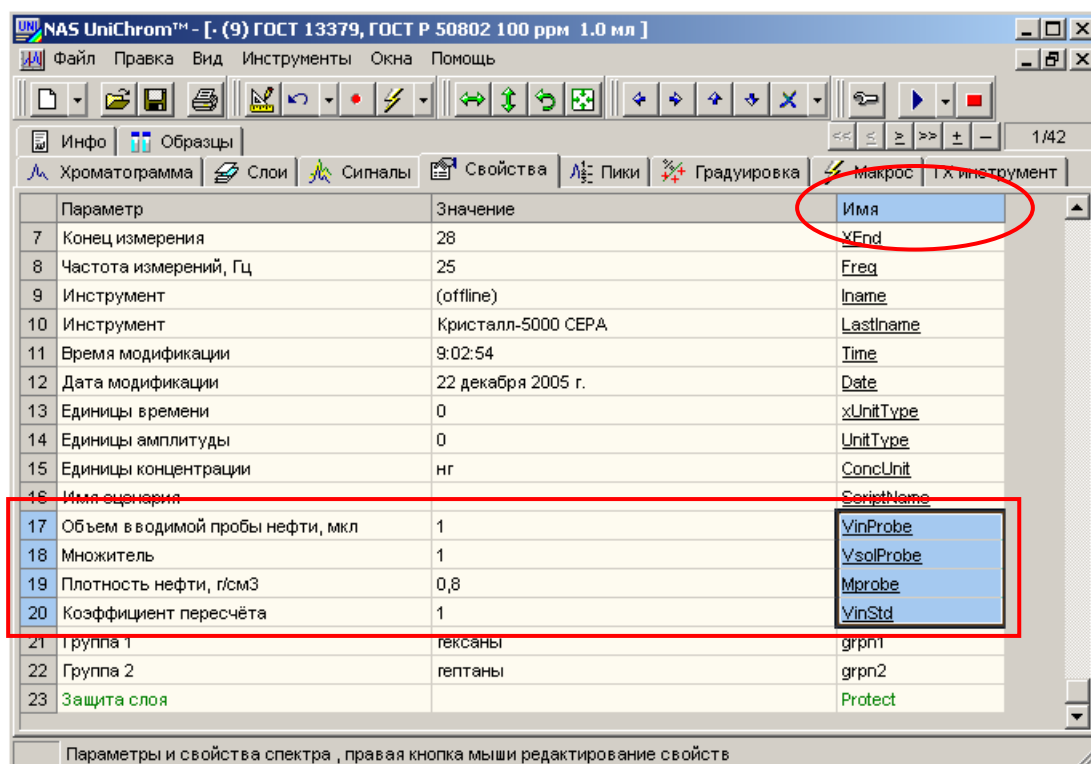 NAS UniChrom™ - [- (9) ГОСТ 13379, ГОСТ Р 50802 100 ppm 1.0 мл ]
Файл Правка Вид Инструменты Окна Помощь
Инфо Образцы << ≤ ≥ >> ± – 1/42
Хроматограмма Слои Сигналы Свойства Пики Градуировка Макрос ГХ инструмент
Параметр Значение Имя
7 Конец измерения 28 XEnd
8 Частота измерений, Гц 25 Freq
9 Инструмент (offline) Iname
10 Инструмент Кристалл-5000 СЕРА LastIname
11 Время модификации 9:02:54 Time
12 Дата модификации 22 декабря 2005 г. Date
13 Единицы времени 0 xUnitType
14 Единицы амплитуды 0 UnitType
15 Единицы концентрации нг ConcUnit
16 Имя сценария ScriptName
17 Объем вводимой пробы нефти, мкл 1 VinProbe
18 Множитель 1 VsolProbe
19 Плотность нефти, г/см3 0,8 Mprobe
20 Коэффициент пересчёта 1 VinStd
21 Группа 1 гексаны grpn1
22 Группа 2 гептаны grpn2
23 Защита слоя Protect
Параметры и свойства спектра , правая кнопка мыши редактирование свойств